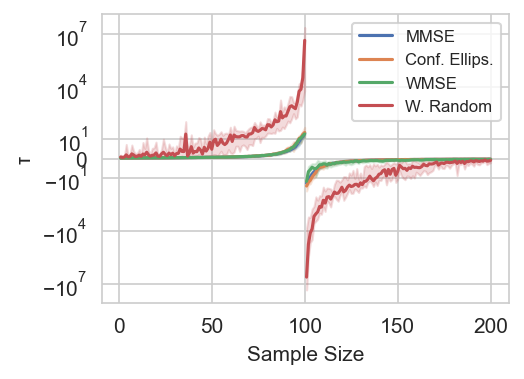 10^7
10^4
10^1
0
−10^1
−10^4
−10^7
τ
0 50 100 150 200
Sample Size
MMSE
Conf. Ellips.
WMSE
W. Random